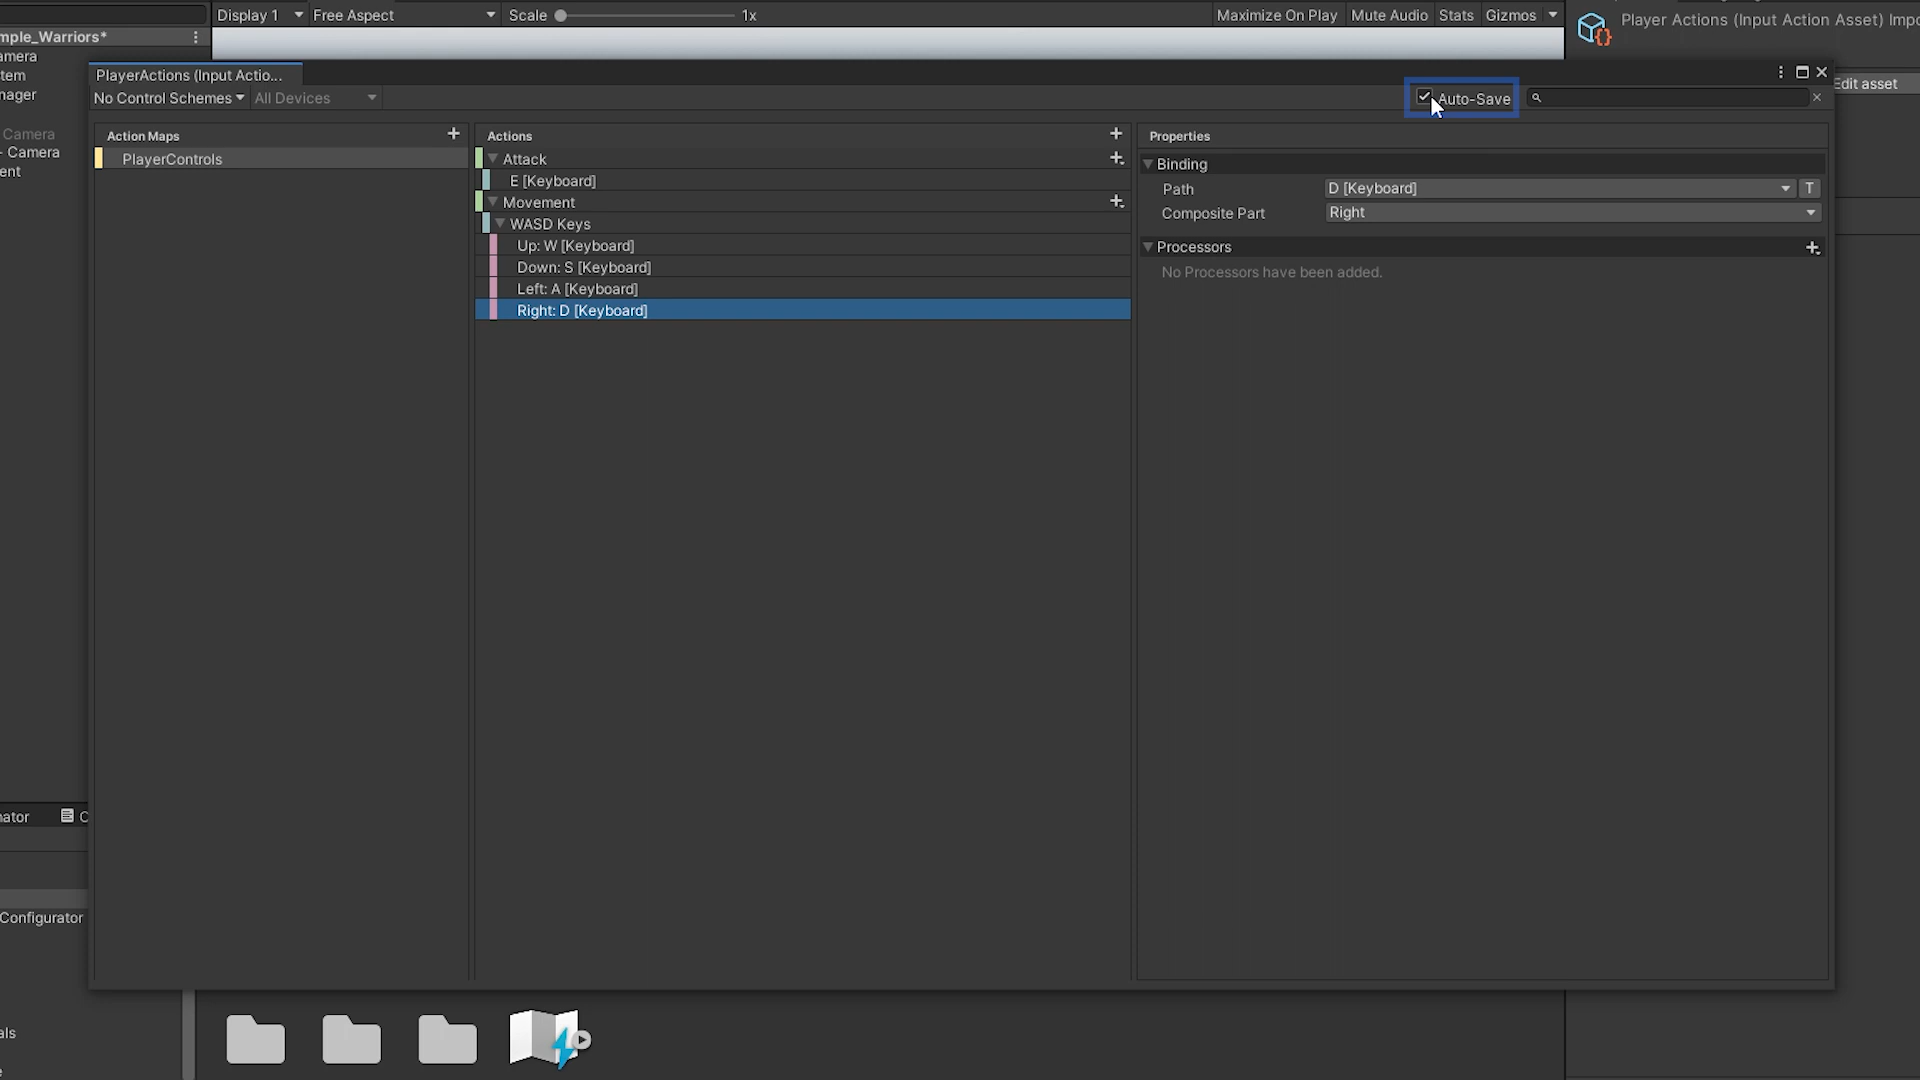 Display 1
Free Aspect
Scale
1x
Maximize On Play
Mute Audio
Stats
Gizmos
Player Actions (Input Action Asset) Impo
mple_Warriors*
amera
tem
nager
Camera
- Camera
ent
PlayerActions (Input Actio...
Edit asset
No Control Schemes
All Devices
Auto-Save
Action Maps
PlayerControls
Actions
Attack
E [Keyboard]
Movement
WASD Keys
Up: W [Keyboard]
Down: S [Keyboard]
Left: A [Keyboard]
Right: D [Keyboard]
Properties
Binding
Path
D [Keyboard]
T
Composite Part
Right
Processors
No Processors have been added.
nator
C
Configurator
als
e